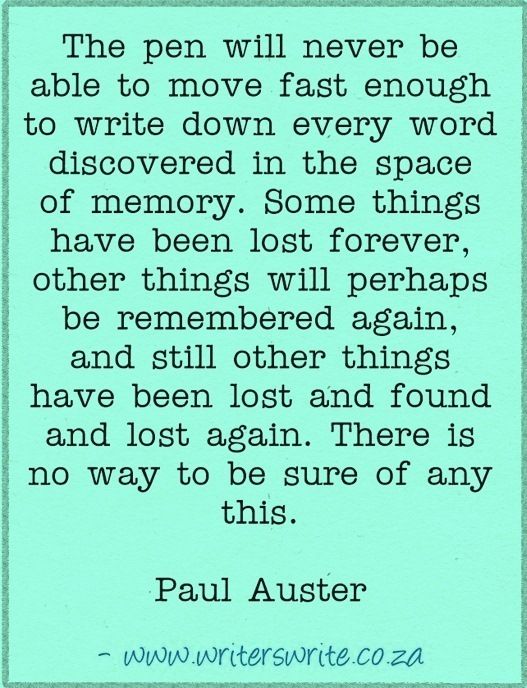 The pen will never be
able to move fast enough
to write down every word
discovered in the space
of memory. Some things
have been lost forever,
other things will perhaps
be remembered again,
and still other things
have been lost and found
and lost again. There is
no way to be sure of any
this.
Paul Auster
- www.writerswrite.co.za